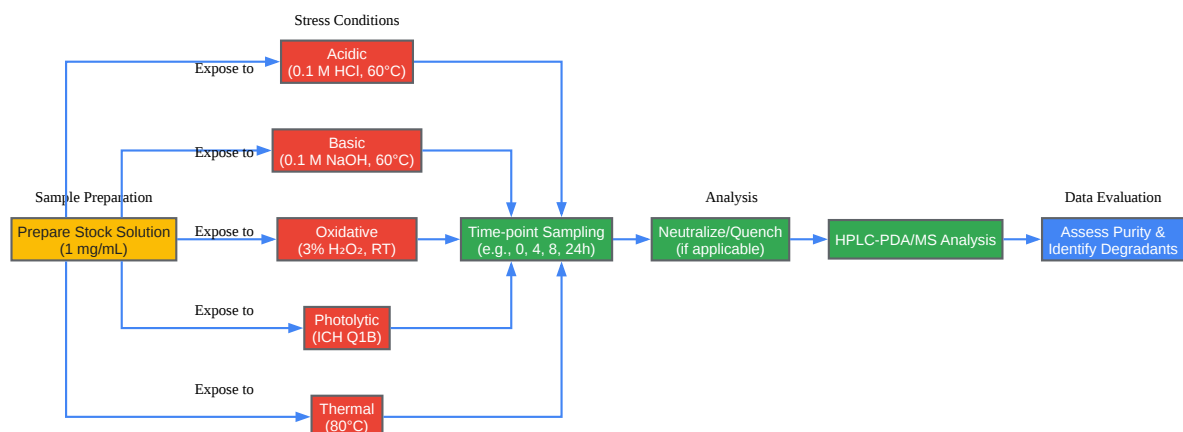 Stress Conditions
Acidic
(0.1 M HCl, 60°C)
Expose to
Basic
(0.1 M NaOH, 60°C)
Expose to
Sample Preparation
Prepare Stock Solution
(1 mg/mL)
Expose to
Oxidative
(3% H₂O₂, RT)
Time-point Sampling
(e.g., 0, 4, 8, 24h)
Analysis
Neutralize/Quench
(if applicable)
HPLC-PDA/MS Analysis
Data Evaluation
Assess Purity &
Identify Degradants
Expose to
Photolytic
(ICH Q1B)
Expose to
Thermal
(80°C)